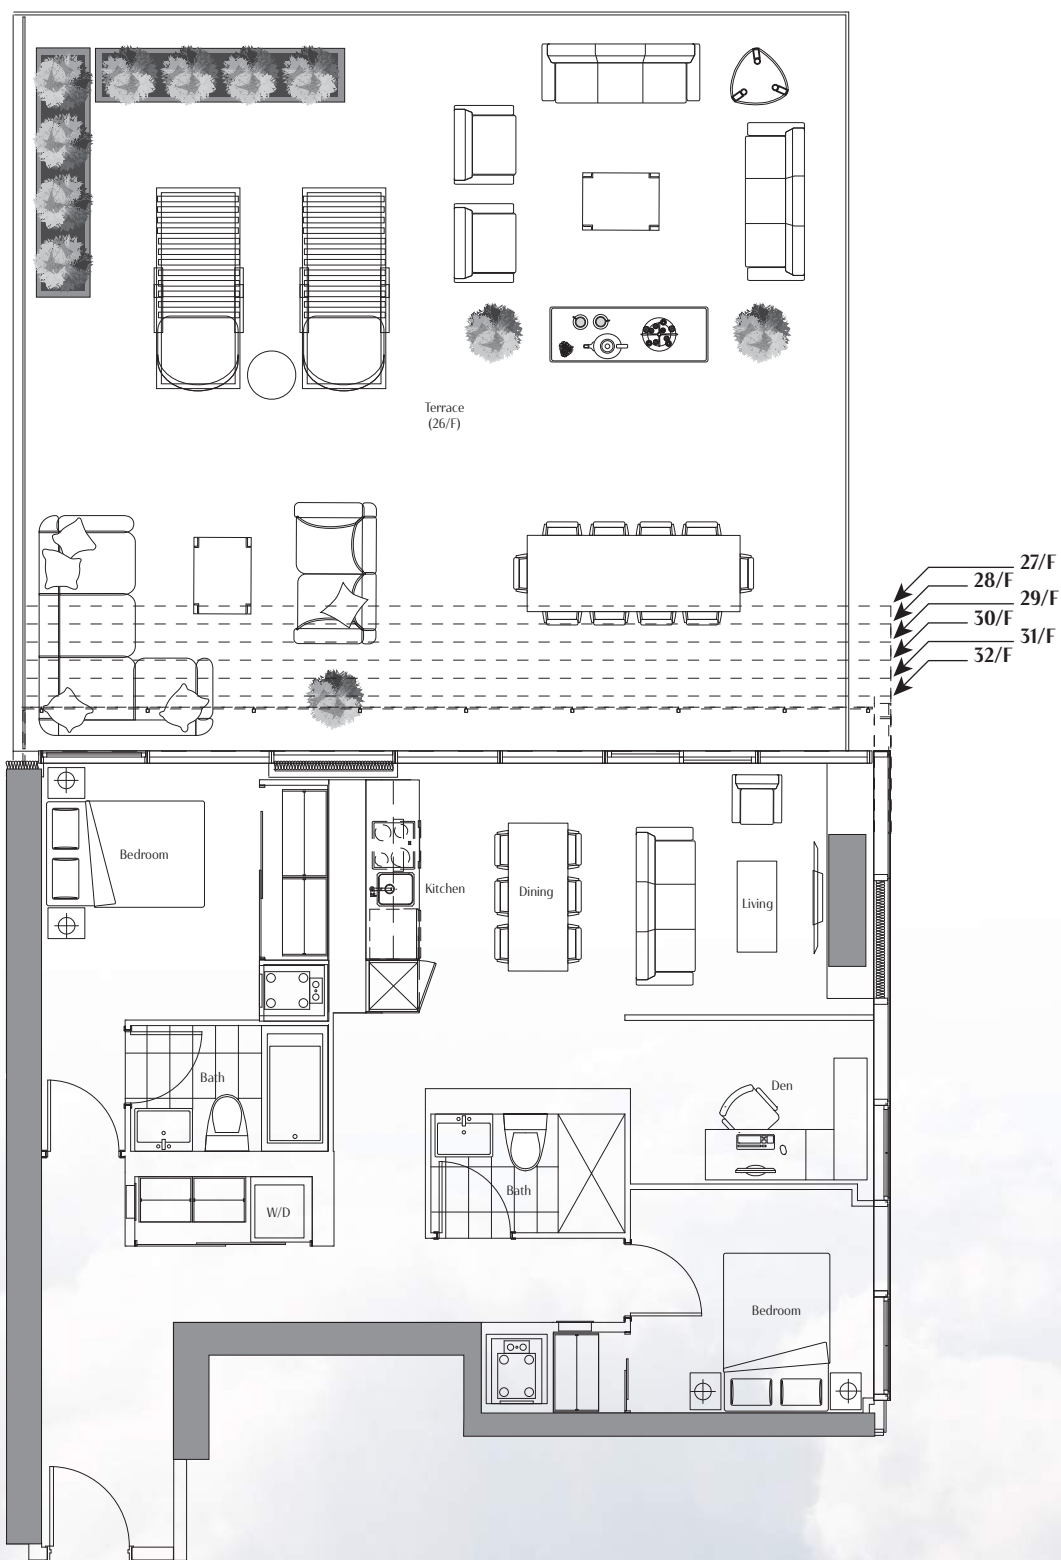 Terrace
(26/F)
27/F
28/F
29/F
30/F
31/F
32/F
Bedroom
Kitchen
Dining
Living
Bath
Den
Bath
W/D
Bedroom